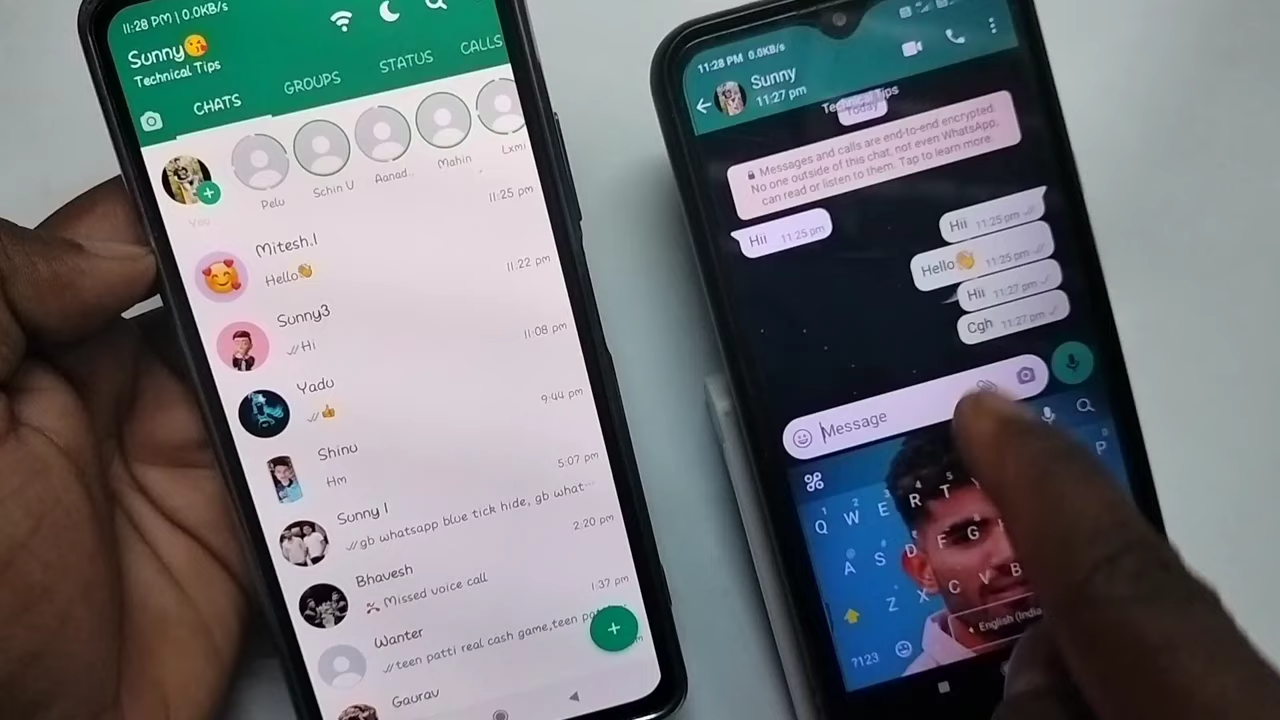 11:28 PM | 0.0KB/s
Sunny😘
Technical Tips
CHATS
GROUPS
STATUS
CALLS
You
Pelu
Schin U
Aanad..
Mahin
Lxmi
Mitesh.l
11:25 pm
Hello👋
Sunny3
11:22 pm
Hi
Yadu
11:08 pm
👍
Shinu
9:44 pm
Hm
Sunny l
5:07 pm
gb whatsapp blue tick hide, gb what...
Bhavesh
2:20 pm
Missed voice call
Wanter
1:37 pm
teen patti real cash game,teen pa
Gaurav
11:28 PM 0.0KB/s
Sunny
11:27 pm
Technical Tips
Today
Messages and calls are end-to-end encrypted.
No one outside of this chat, not even WhatsApp,
can read or listen to them. Tap to learn more.
Hii 11:25 pm
Hii 11:25 pm
Hello👋 11:25 pm
Hii 11:27 pm
Cgh 11:27 pm
Message
1 2 4 5
Q W E R T P
A S D F G
Z X C V B
English (India
?123